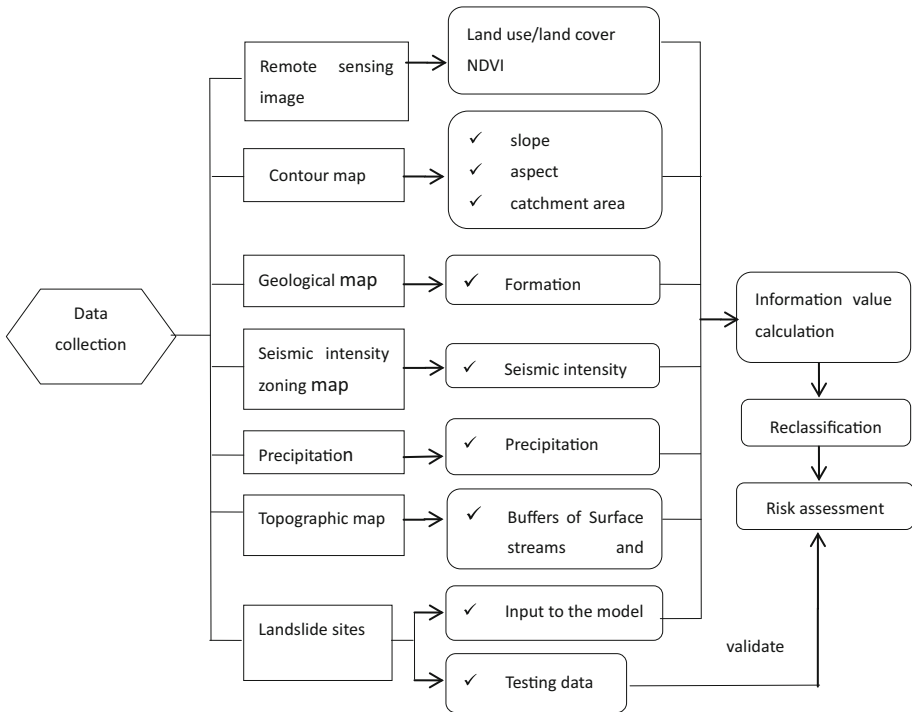 Data
collection
Remote sensing
image
Land use/land cover
NDVI
Contour map
✓ slope
✓ aspect
✓ catchment area
Geological map
✓ Formation
Seismic intensity
zoning map
✓ Seismic intensity
Precipitation
✓ Precipitation
Topographic map
✓ Buffers of Surface
streams and
Landslide sites
✓ Input to the model
✓ Testing data
Information value
calculation
Reclassification
Risk assessment
validate